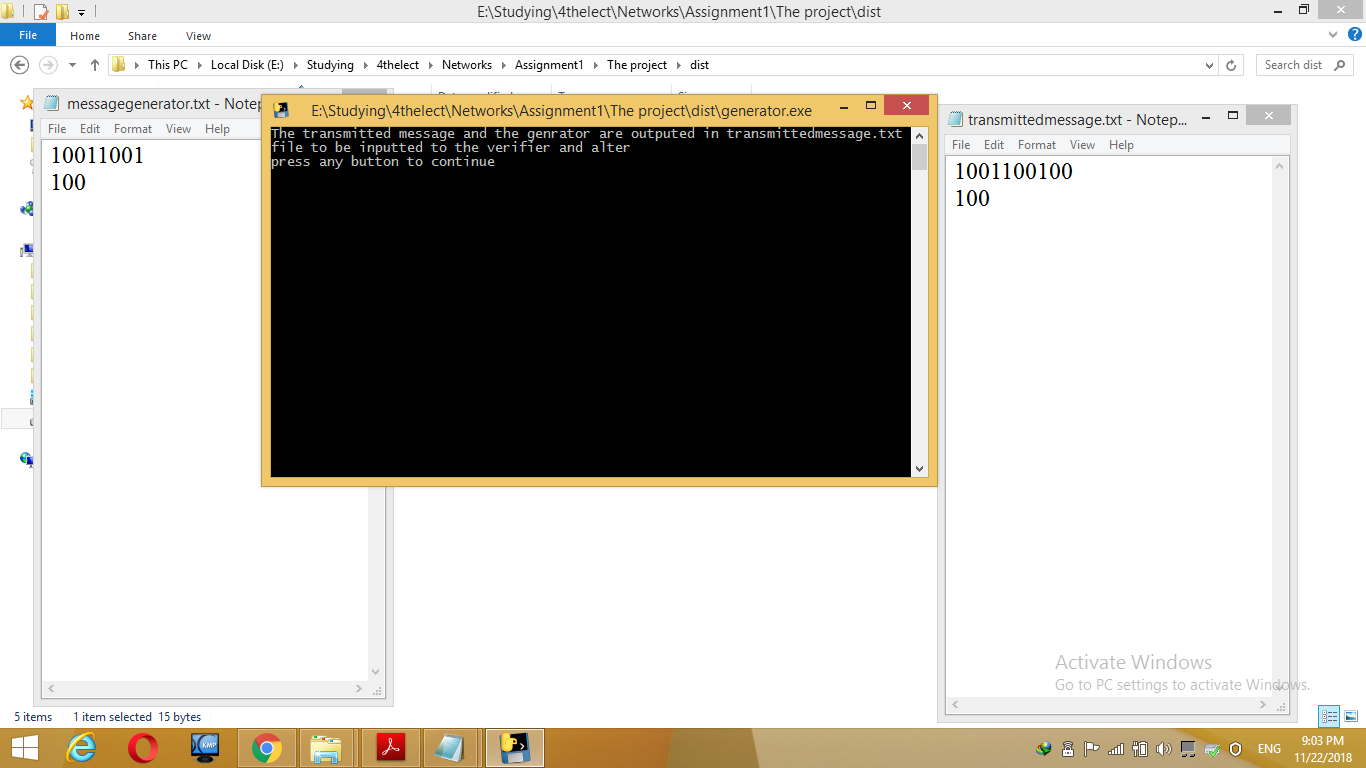 E:\Studying\4thelect\Networks\Assignment1\The project\dist
File Home Share View
This PC Local Disk (E:) Studying 4thelect Networks Assignment1 The project dist
Search dist
messagegenerator.txt - Notep
File Edit Format View Help
10011001
100
E:\Studying\4thelect\Networks\Assignment1\The project\dist\generator.exe
The transmitted message and the genrator are outputed in transmittedmessage.txt
file to be inputted to the verifier and alter
press any button to continue
transmittedmessage.txt - Notep...
File Edit Format View Help
1001100100
100
Activate Windows
Go to PC settings to activate Windows.
5 items 1 item selected 15 bytes
KMP
ENG
9:03 PM
11/22/2018